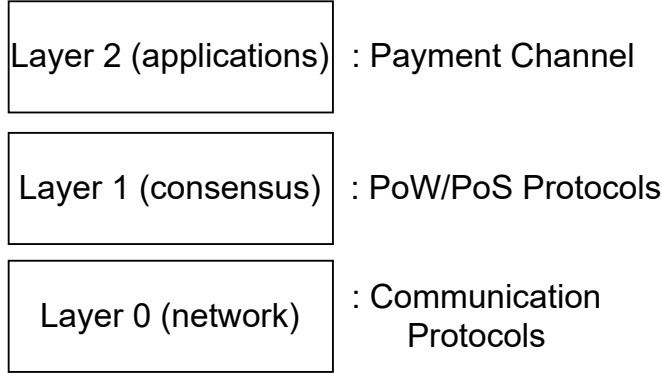 Layer 2 (applications) : Payment Channel
Layer 1 (consensus) : PoW/PoS Protocols
Layer 0 (network) : Communication
Protocols